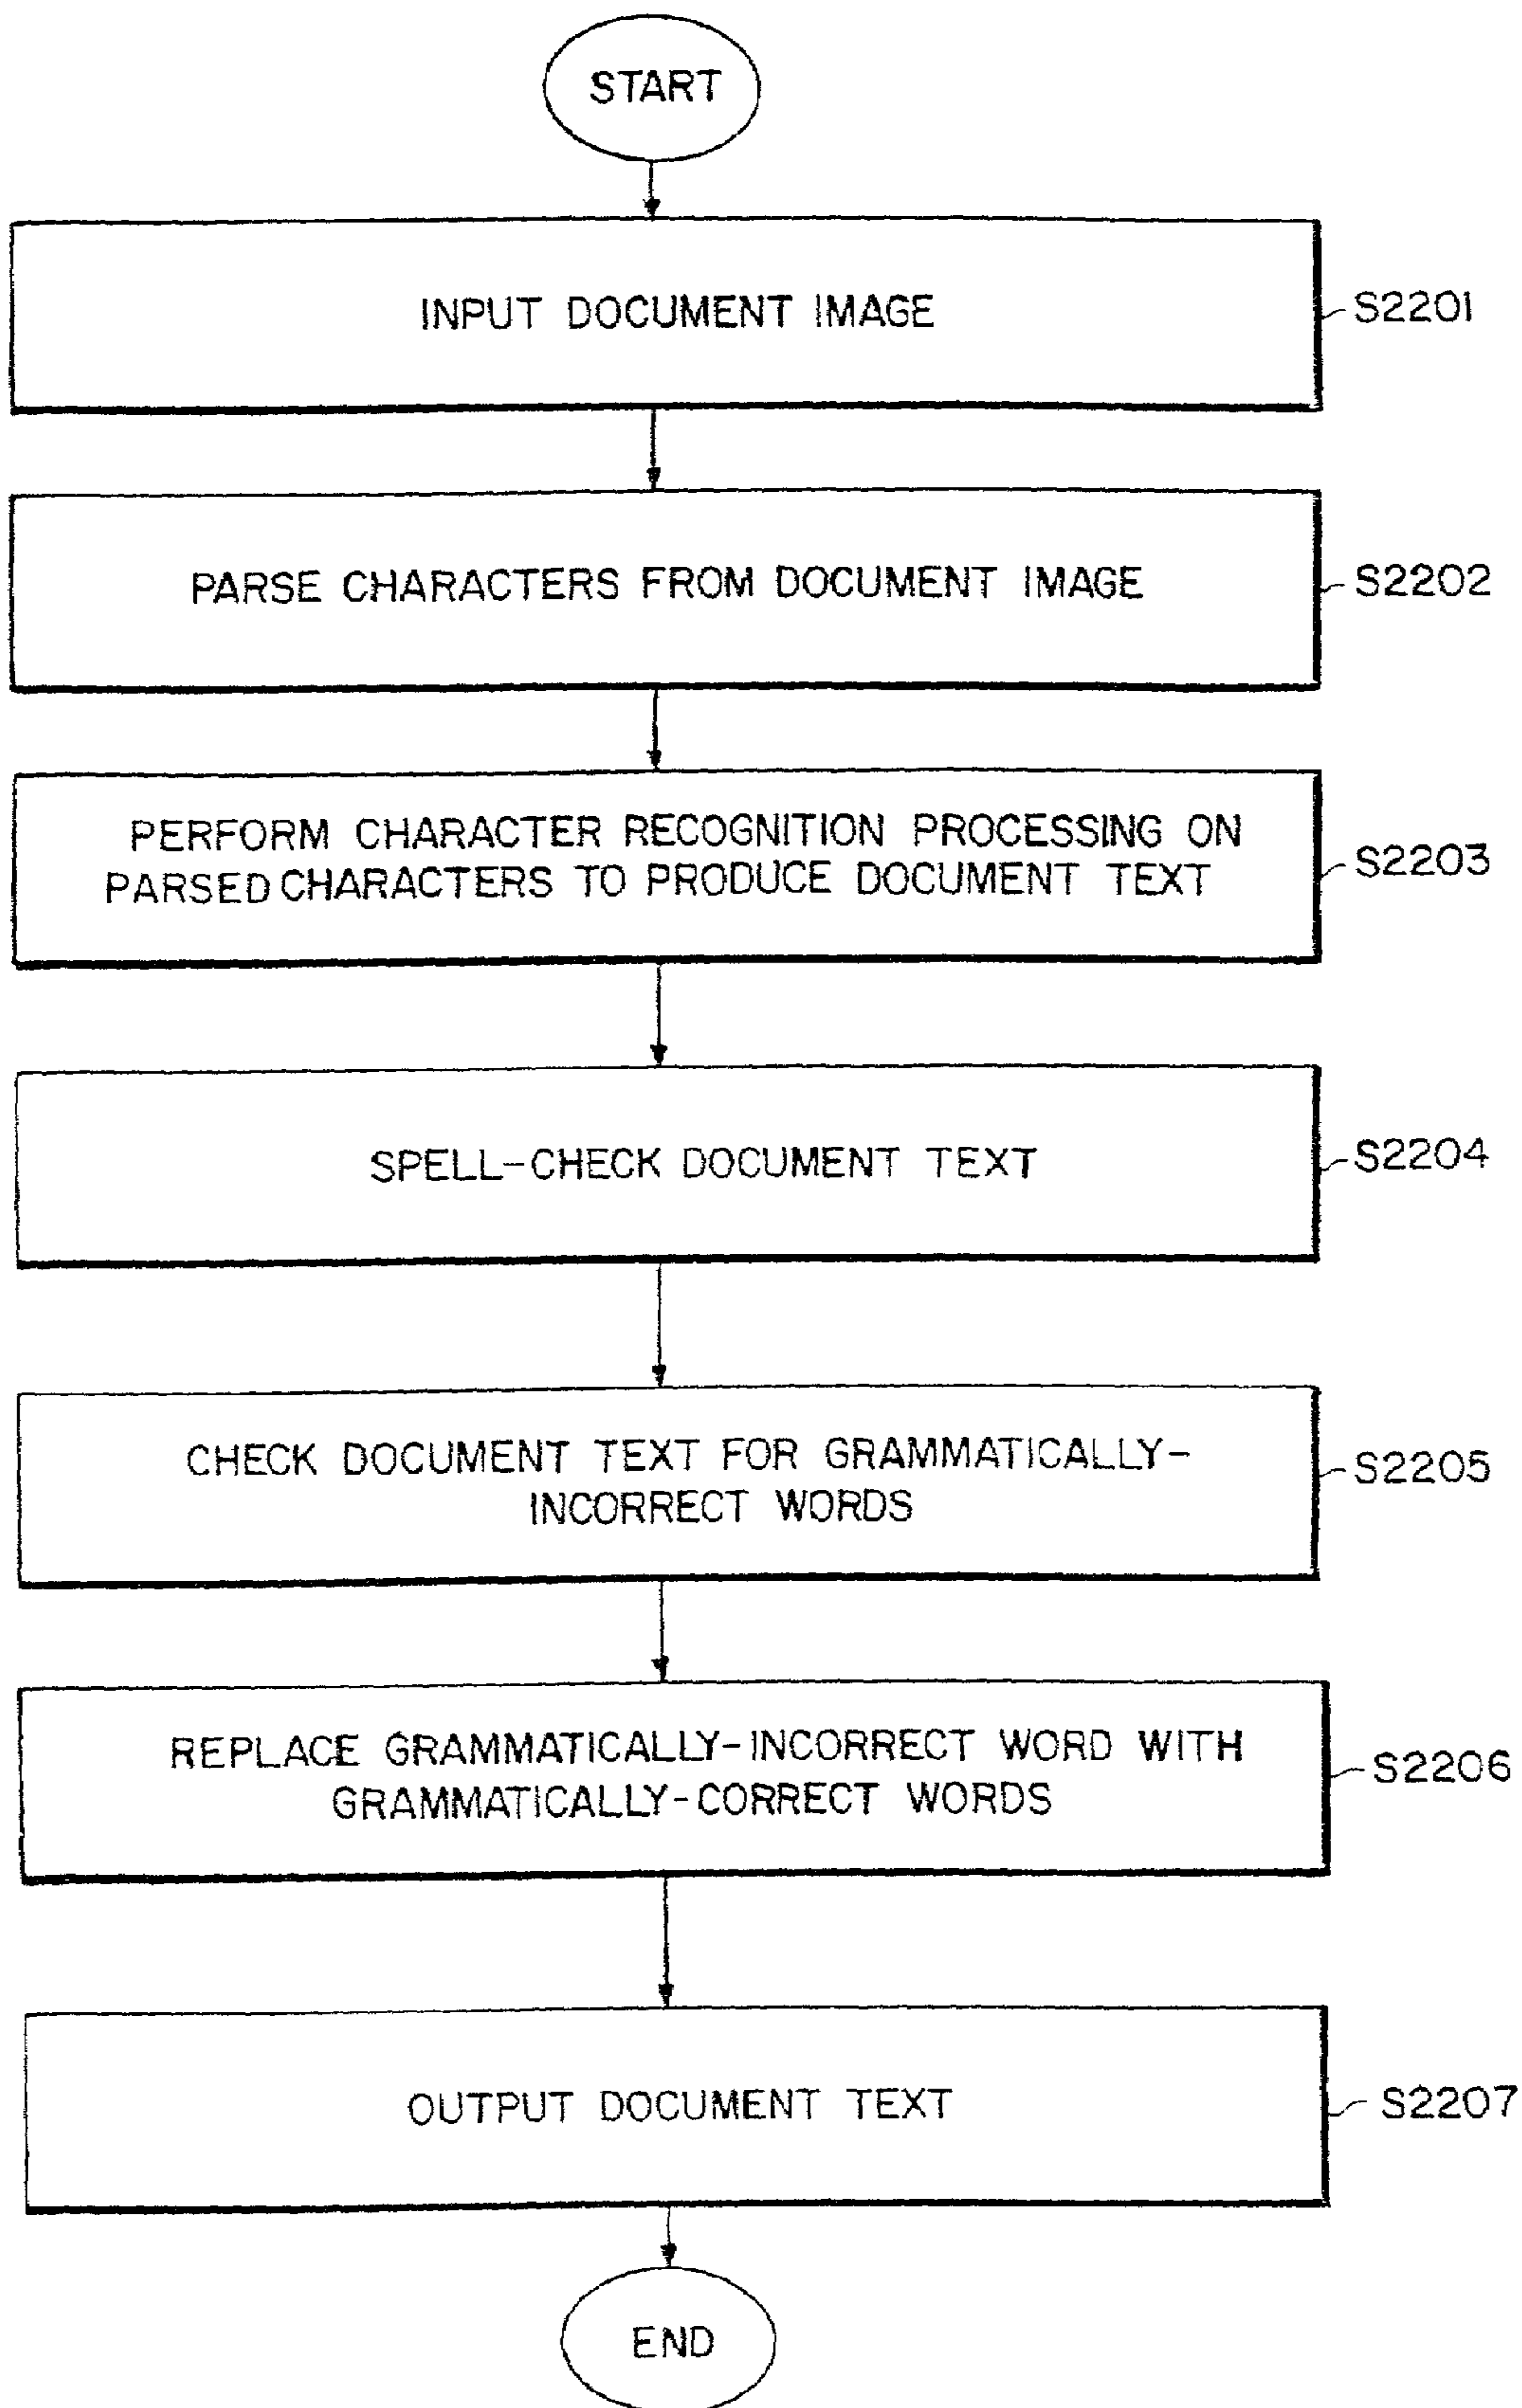 START
INPUT DOCUMENT IMAGE
S2201
PARSE CHARACTERS FROM DOCUMENT IMAGE
S2202
PERFORM CHARACTER RECOGNITION PROCESSING ON
PARSED CHARACTERS TO PRODUCE DOCUMENT TEXT
S2203
SPELL-CHECK DOCUMENT TEXT
S2204
CHECK DOCUMENT TEXT FOR GRAMMATICALLY-
INCORRECT WORDS
S2205
REPLACE GRAMMATICALLY-INCORRECT WORD WITH
GRAMMATICALLY-CORRECT WORDS
S2206
OUTPUT DOCUMENT TEXT
S2207
END